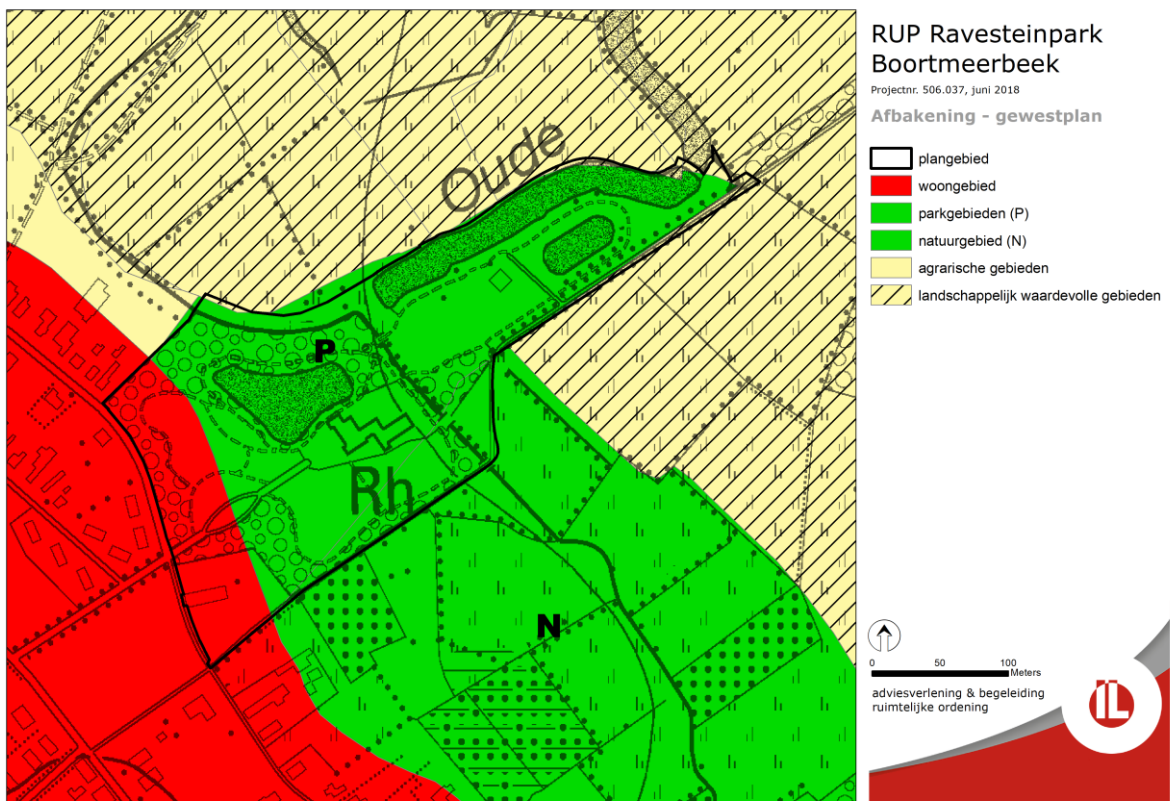 Oude
P
Rh
N
RUP Ravesteinpark
Boortmeerbeek
Projectnr. 506.037, juni 2018
Afbakening - gewestplan
plangebied
woongebied
parkgebieden (P)
natuurgebied (N)
agrarische gebieden
landschappelijk waardevolle gebieden
0 50 100
Meters
adviesverlening & begeleiding
ruimtelijke ordening
IL